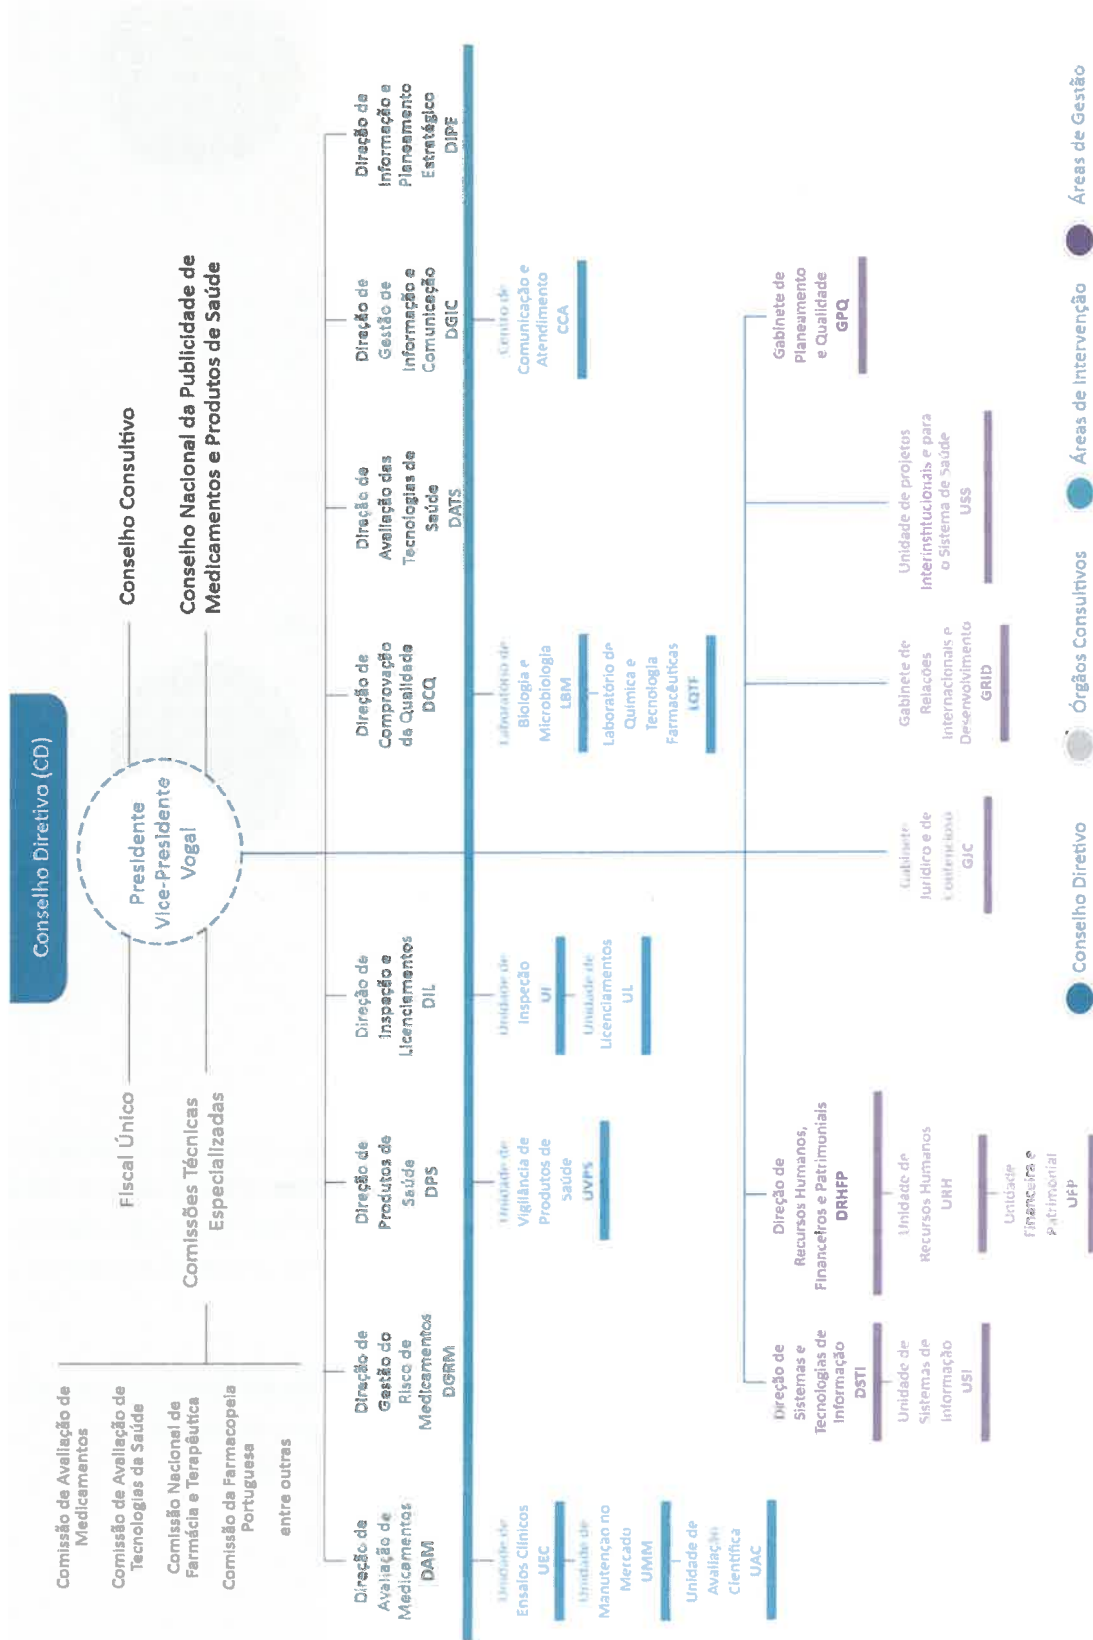 Conselho Diretivo (CD)
Presidente
Vice-Presidente
Vogal
Fiscal Único
Comissões Técnicas
Especializadas
Conselho Consultivo
Conselho Nacional da Publicidade de
Medicamentos e Produtos de Saúde
Comissão de Avaliação de
Medicamentos
Comissão de Avaliação de
Tecnologias da Saúde
Comissão Nacional de
Farmácia e Terapêutica
Comissão da Farmacopeia
Portuguesa
entre outras
Direção de
Avaliação de
Medicamentos
DAM
Direção de
Gestão do
Risco de
Medicamentos
DGRM
Direção de
Produtos de
Saúde
DPS
Direção de
Inspeção e
Licenciamentos
DIL
Direção de
Comprovação
da Qualidade
DCQ
Direção de
Avaliação das
Tecnologias de
Saúde
DATS
Direção de
Gestão de
Informação e
Comunicação
DGIC
Direção de
Informação e
Planeamento
Estratégico
DIPE
Unidade de
Ensaios Clínicos
UEC
Unidade de
Manutenção no
Mercado
UMM
Unidade de
Avaliação
Científica
UAC
Unidade de
Vigilância de
Produtos de
saúde
UVPS
Unidade de
Inspeção
UI
Unidade de
Licenciamentos
UL
Laboratório de
Biologia e
Microbiologia
LBM
Laboratório de
Química e
Tecnologia
Farmacêuticas
LQTF
Centro de
Comunicação e
Atendimento
CCA
Direção de
Sistemas e
Tecnologias de
Informação
DSTI
Unidade de
Sistemas de
Informação
USI
Direção de
Recursos Humanos,
Financeiros e Patrimuniais
DRHFP
Unidade de
Recursos Humanos
URH
Unidade
Financeira e
Patrimonial
UFP
Gabinete
Jurídico e de
Contencioso
GJC
Gabinete de
Relações
Internacionais e
Desenvolvimento
GRID
Unidade de projetos
Interinstitucionais e para
o Sistema de Saúde
USS
Gabinete de
Planeamento
e Qualidade
GPQ
Conselho Diretivo
Órgãos Consultivos
Áreas de Intervenção
Áreas de Gestão